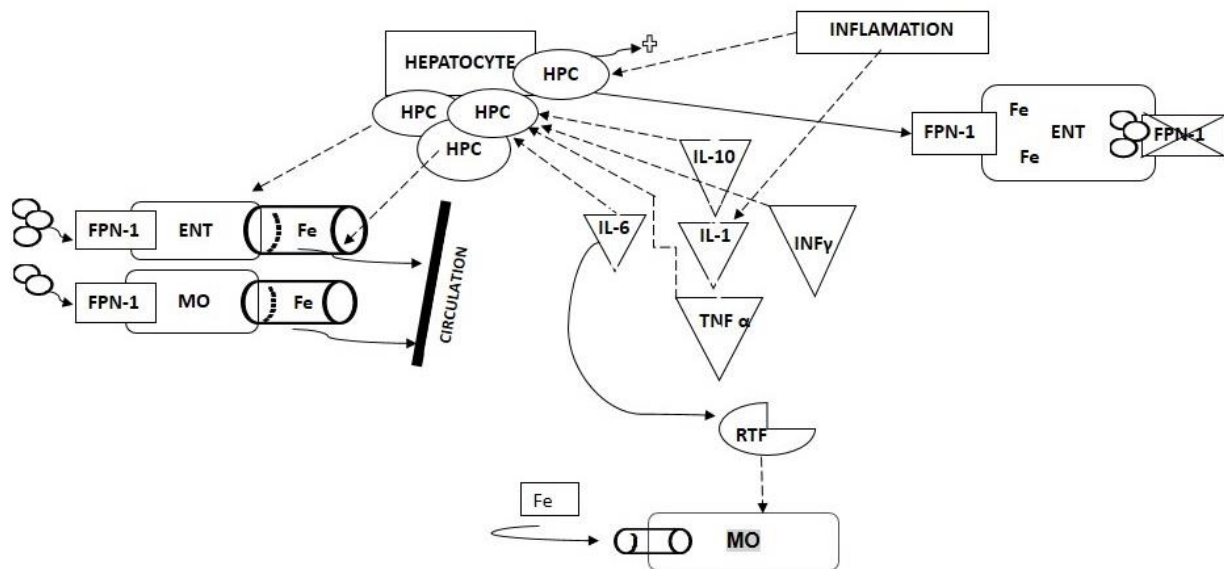 INFLAMATION
HEPATOCYTE
HPC
HPC
HPC
HPC
FPN-1
Fe
ENT
FPN-1
Fe
IL-10
IL-6
IL-1
INFγ
FPN-1
ENT
Fe
FPN-1
MO
Fe
CIRCULATION
TNF α
RTF
Fe
MO